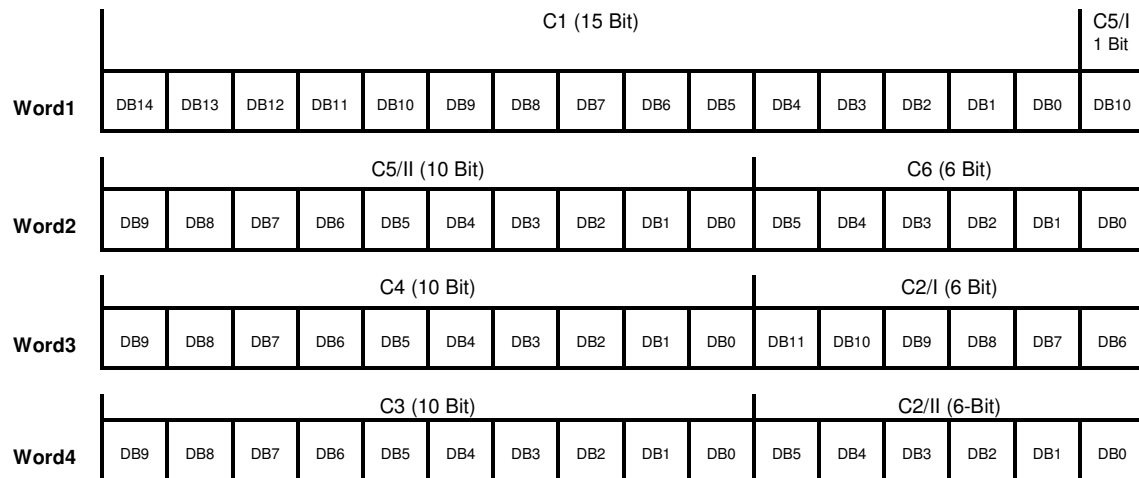 C1 (15 Bit) C5/I
1 Bit
Word1 DB14 DB13 DB12 DB11 DB10 DB9 DB8 DB7 DB6 DB5 DB4 DB3 DB2 DB1 DB0 DB10
C5/II (10 Bit) C6 (6 Bit)
Word2 DB9 DB8 DB7 DB6 DB5 DB4 DB3 DB2 DB1 DB0 DB5 DB4 DB3 DB2 DB1 DB0
C4 (10 Bit) C2/I (6 Bit)
Word3 DB9 DB8 DB7 DB6 DB5 DB4 DB3 DB2 DB1 DB0 DB11 DB10 DB9 DB8 DB7 DB6
C3 (10 Bit) C2/II (6-Bit)
Word4 DB9 DB8 DB7 DB6 DB5 DB4 DB3 DB2 DB1 DB0 DB5 DB4 DB3 DB2 DB1 DB0